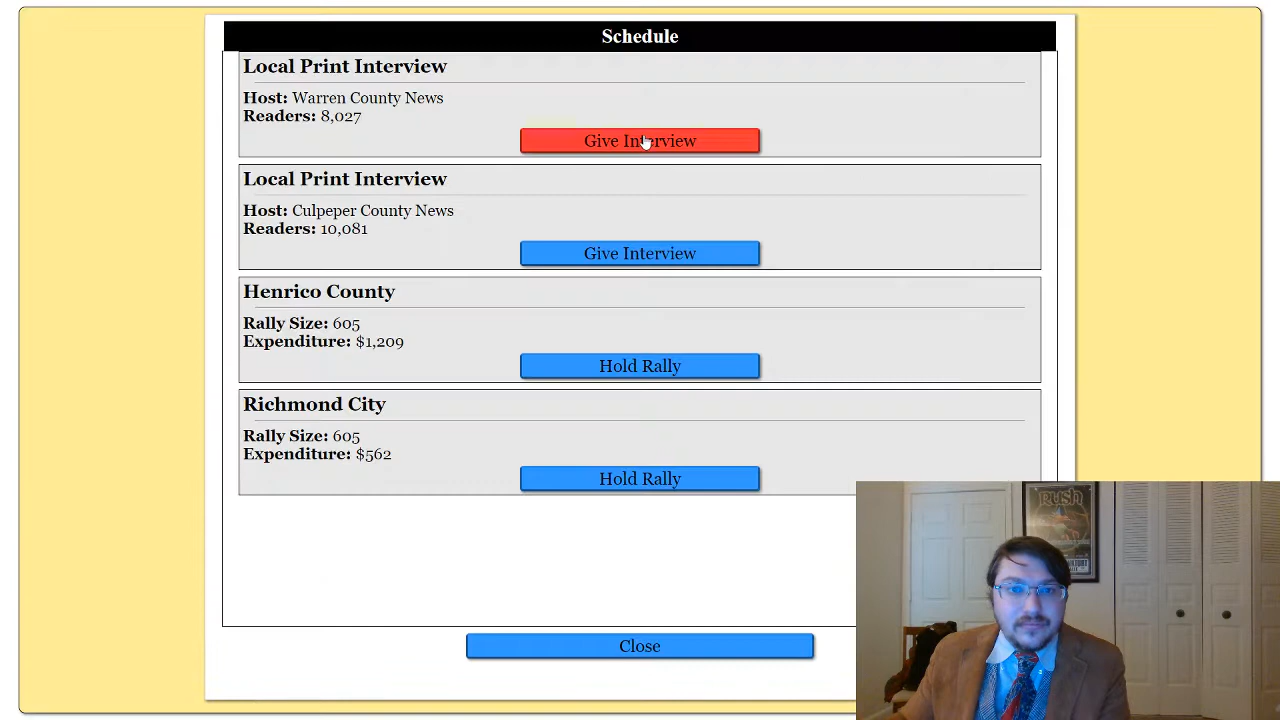 Schedule
Local Print Interview
Host: Warren County News
Readers: 8,027
Give Interview
Local Print Interview
Host: Culpeper County News
Readers: 10,081
Give Interview
Henrico County
Rally Size: 605
Expenditure: $1,209
Hold Rally
Richmond City
Rally Size: 605
Expenditure: $562
Hold Rally
Close
RUSH